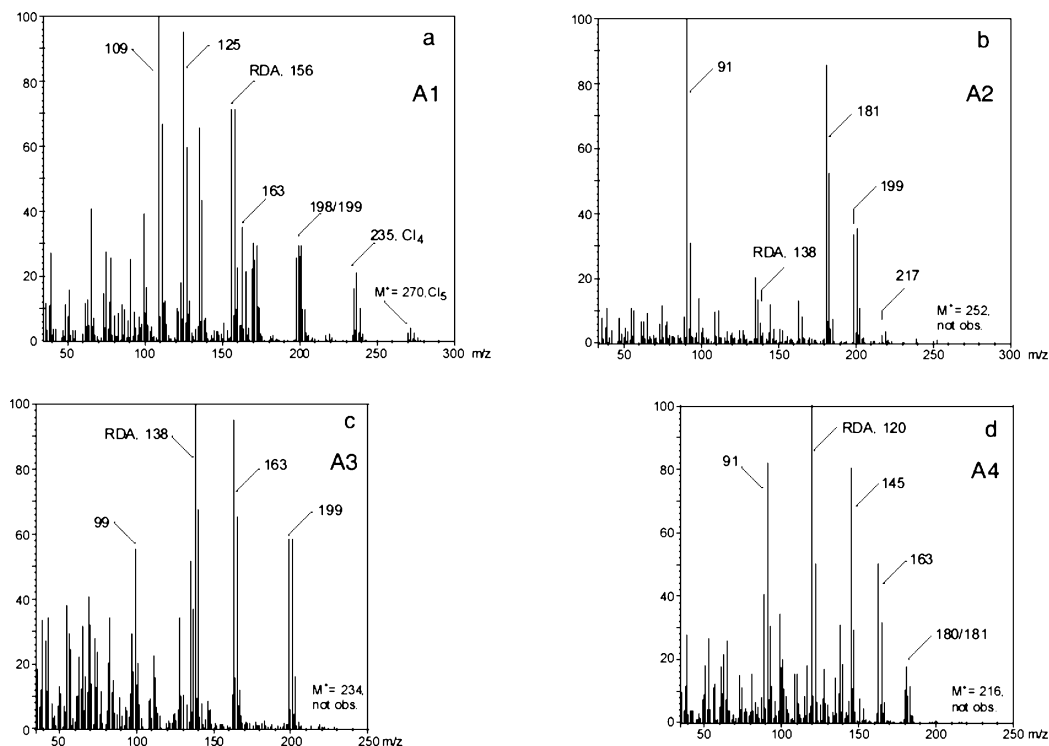 100
80
60
40
20
0
50
100
150
200
250
300
m/z
109
125
RDA, 156
163
198/199
235, Cl4
M+ = 270, Cl5
a
A1
100
80
60
40
20
0
50
100
150
200
250
300
m/z
91
181
199
RDA, 138
217
M+ = 252,
not obs.
b
A2
100
80
60
40
20
0
50
100
150
200
250
m/z
RDA, 138
163
99
199
M+ = 234,
not obs.
c
A3
100
80
60
40
20
0
50
100
150
200
250
m/z
RDA, 120
91
145
163
180/181
M+ = 216,
not obs.
d
A4